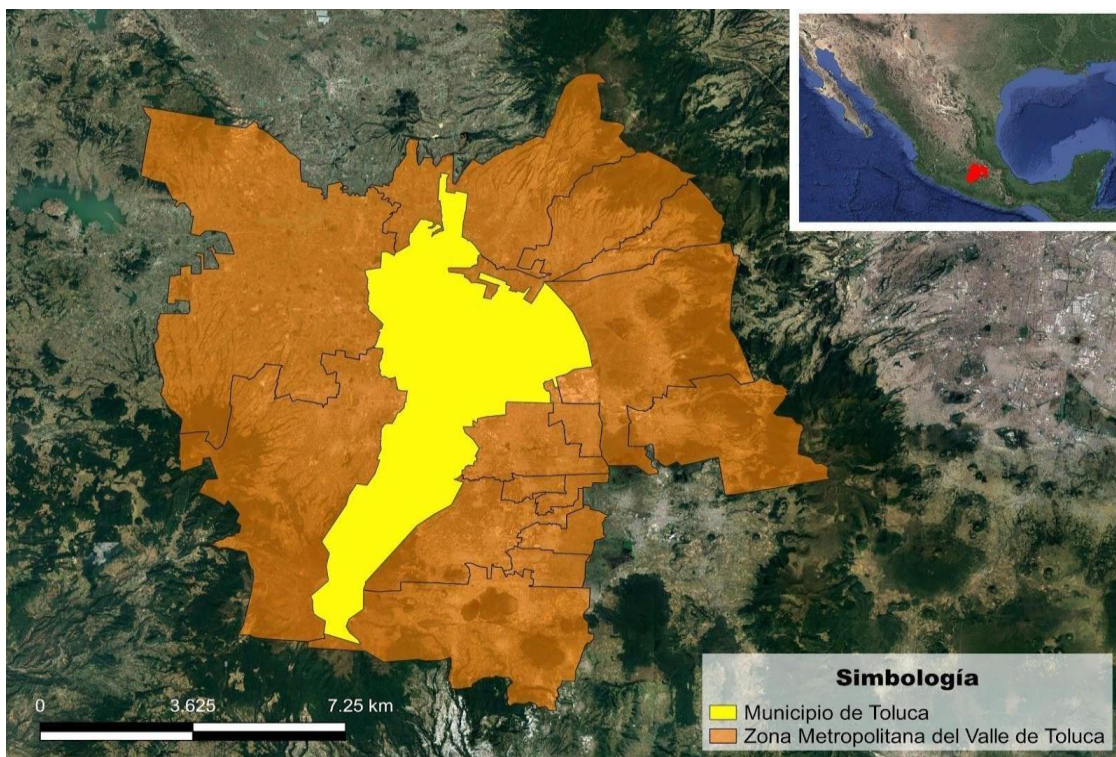 Simbología
Municipio de Toluca
Zona Metropolitana del Valle de Toluca
0 3.625 7.25 km